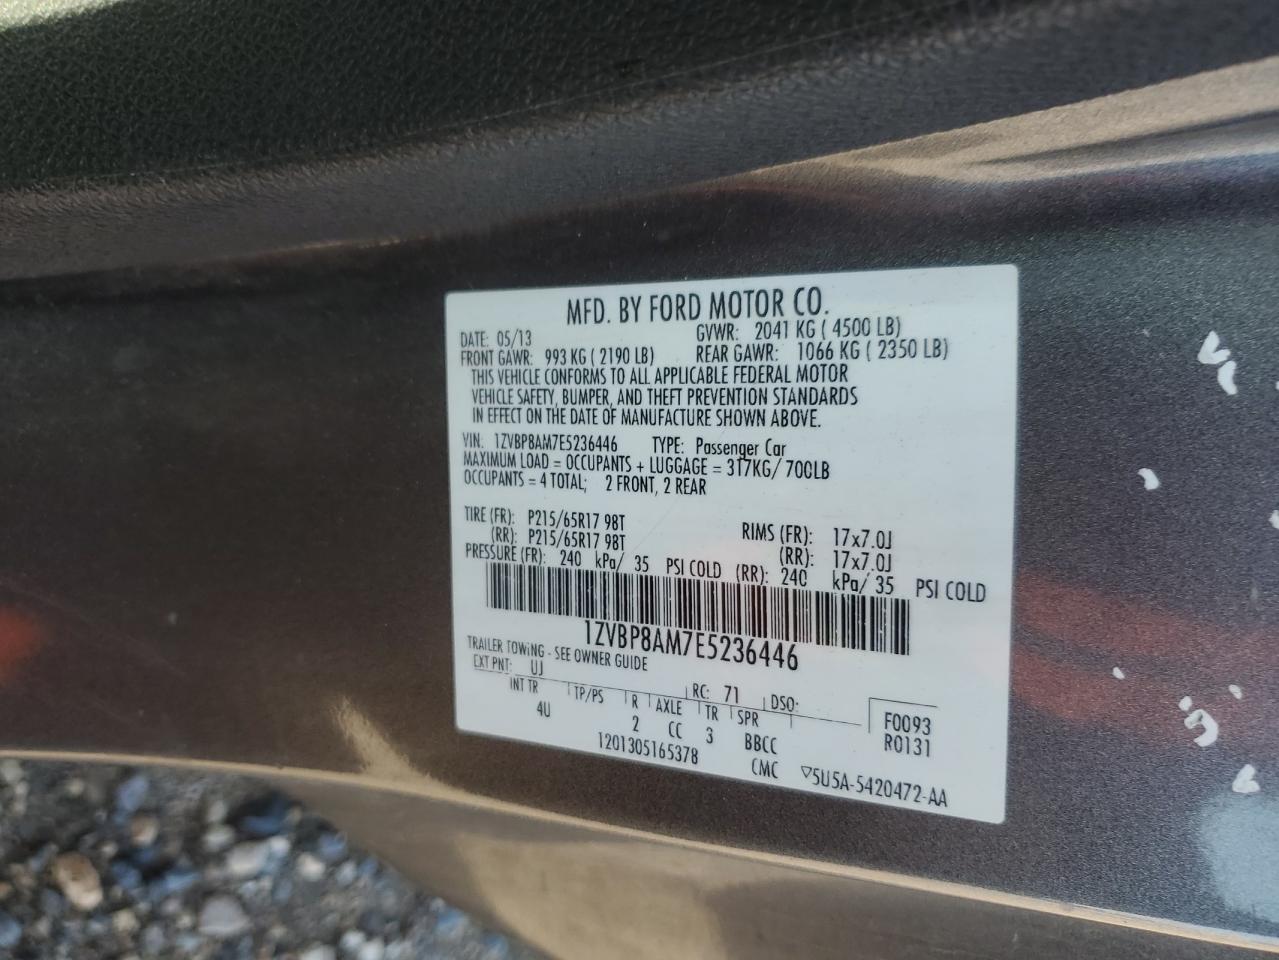 MFD. BY FORD MOTOR CO.
DATE: 05/13 GVWR: 2041 KG ( 4500 LB)
FRONT GAWR: 993 KG ( 2190 LB) REAR GAWR: 1066 KG ( 2350 LB)
THIS VEHICLE CONFORMS TO ALL APPLICABLE FEDERAL MOTOR
VEHICLE SAFETY, BUMPER, AND THEFT PREVENTION STANDARDS
IN EFFECT ON THE DATE OF MANUFACTURE SHOWN ABOVE.
VIN: 1ZVBP8AM7E5236446 TYPE: Passenger Car
MAXIMUM LOAD = OCCUPANTS + LUGGAGE = 317KG/ 700LB
OCCUPANTS = 4 TOTAL; 2 FRONT, 2 REAR
TIRE (FR): P215/65R17 98T RIMS (FR): 17x7.0J
(RR): P215/65R17 98T (RR): 17x7.0J
PRESSURE (FR): 240 kPa/ 35 PSI COLD (RR): 240 kPa/ 35 PSI COLD
1ZVBP8AM7E5236446
TRAILER TOWING - SEE OWNER GUIDE
EXT PNT: UJ RC: 71 DSO:
INT TR TP/PS R AXLE TR SPR F0093
4U 2 CC 3 BBCC R0131
1201305165378 CMC ▽5U5A-5420472-AA